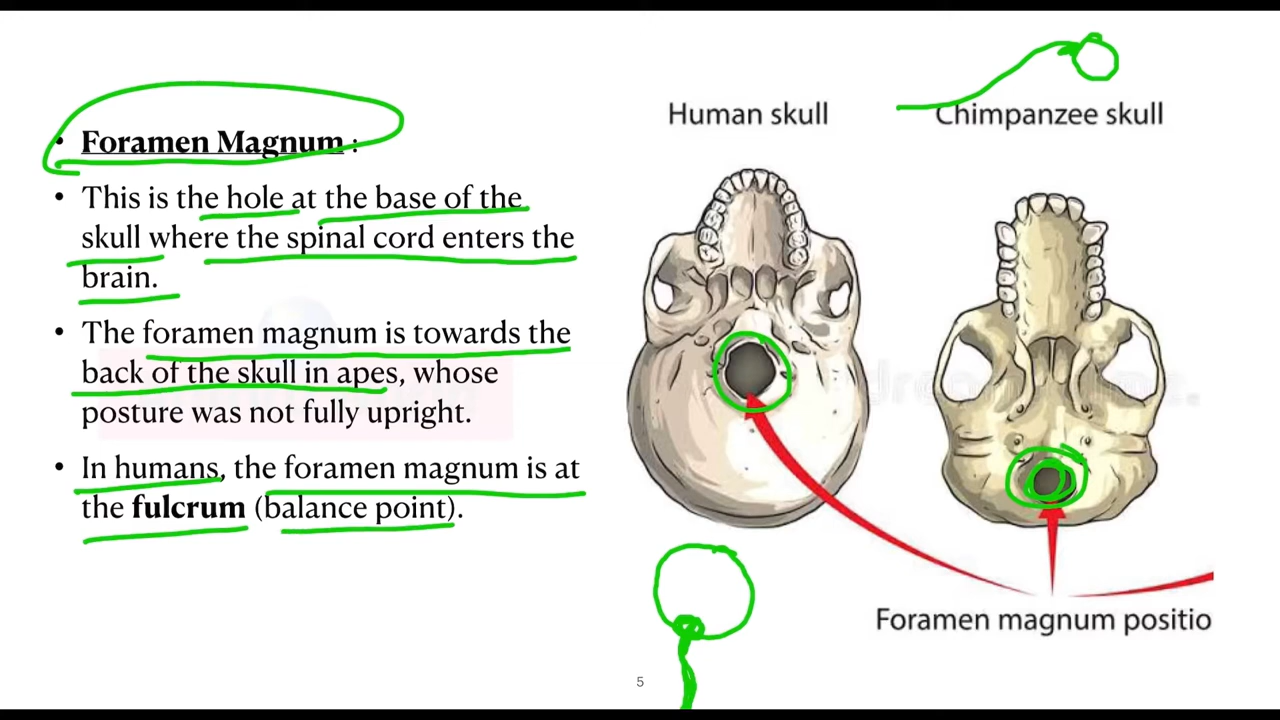 • Foramen Magnum :
• This is the hole at the base of the
skull where the spinal cord enters the
brain.
• The foramen magnum is towards the
back of the skull in apes, whose
posture was not fully upright.
• In humans, the foramen magnum is at
the fulcrum (balance point).
Human skull
Chimpanzee skull
Foramen magnum positio
5